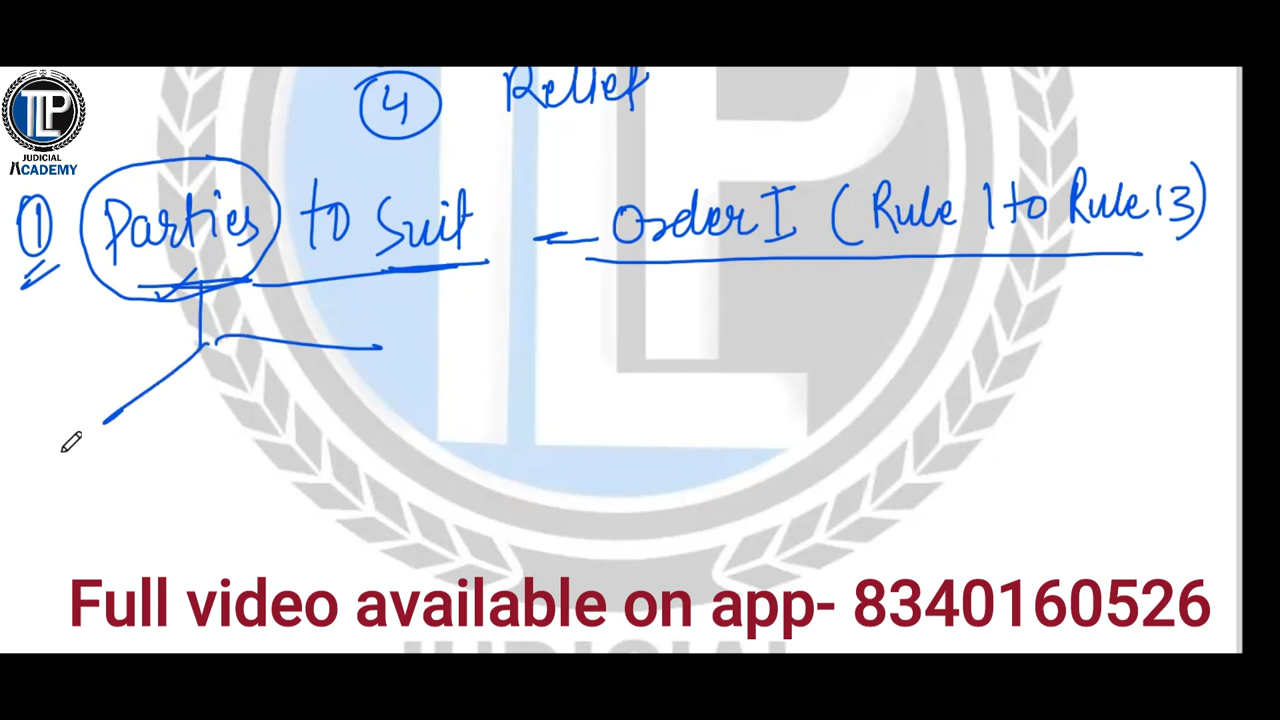 ④ Relief
TLP
JUDICIAL
ACADEMY
① Parties to Suit - Order I (Rule 1 to Rule 13)
Full video available on app- 8340160526